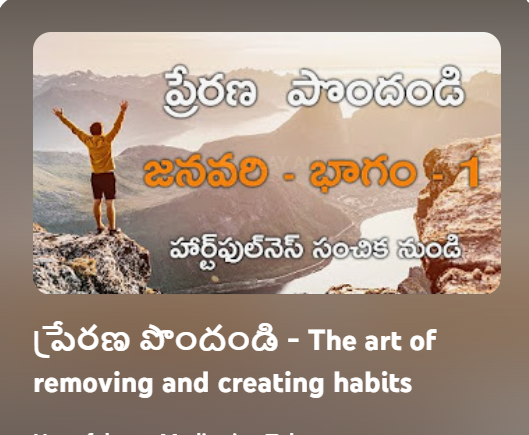 ప్రేరణ పొందండి
జనవరి - భాగం - 1
హార్ట్‌ఫుల్‌నెస్ సంచిక నుండి
ప్రేరణ పొందండి - The art of
removing and creating habits